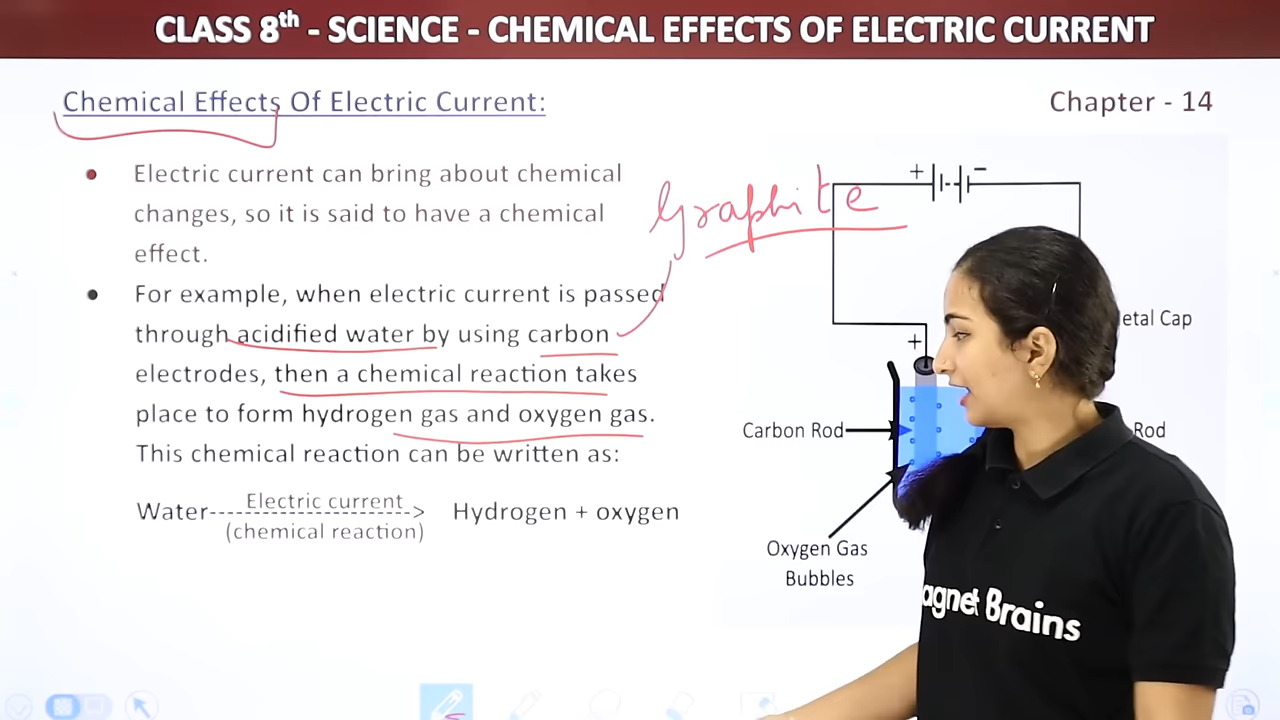 CLASS 8th - SCIENCE - CHEMICAL EFFECTS OF ELECTRIC CURRENT
Chemical Effects Of Electric Current:
Chapter - 14
Electric current can bring about chemical
changes, so it is said to have a chemical
effect.
For example, when electric current is passed
through acidified water by using carbon
electrodes, then a chemical reaction takes
place to form hydrogen gas and oxygen gas.
This chemical reaction can be written as:
Water-----------------------> Hydrogen + oxygen
Electric current
(chemical reaction)
Graphite
+ -
+
etal Cap
Carbon Rod
Rod
Oxygen Gas
Bubbles
agnet Brains